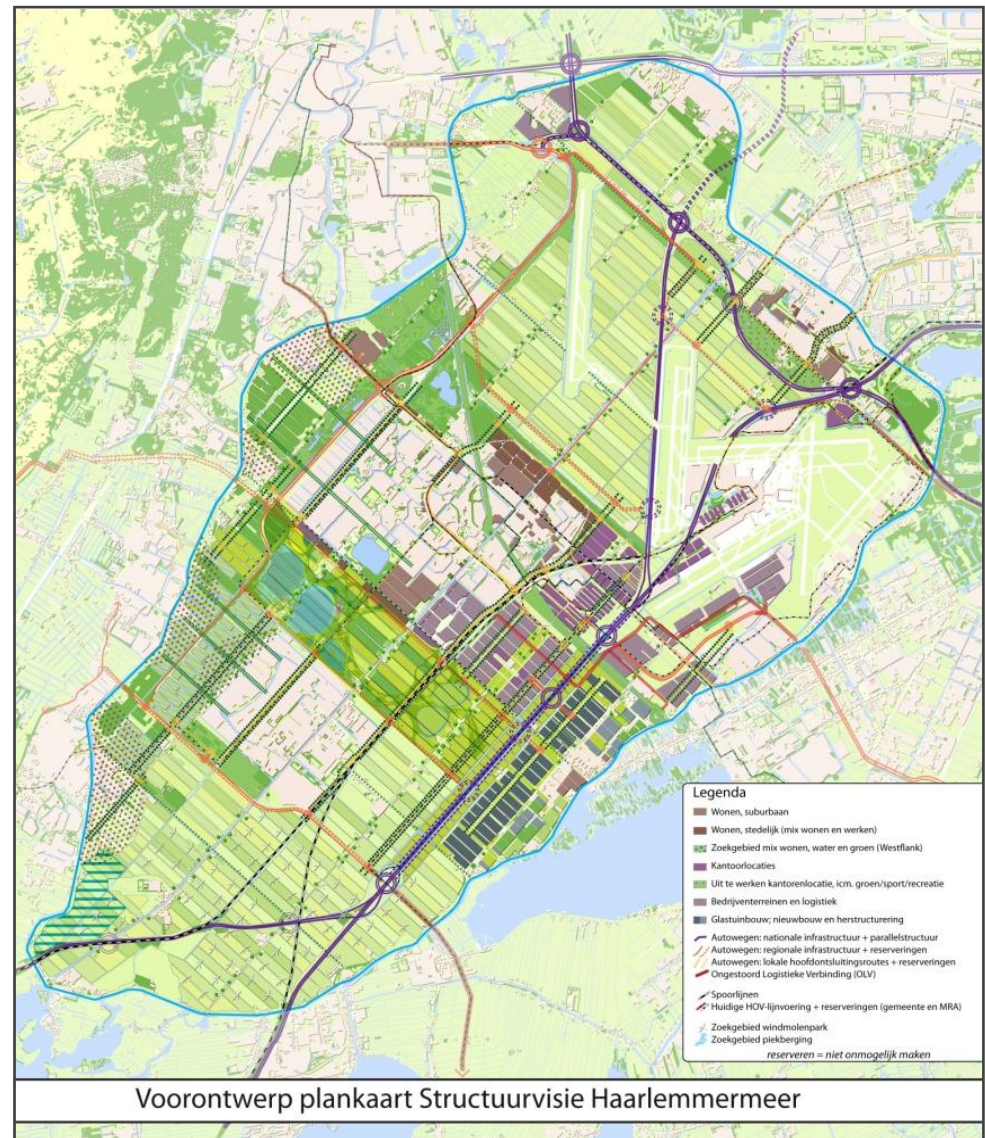 Legenda
Wonen, suburbaan
Wonen, stedelijk (mix wonen en werken)
Zoekgebied mix wonen, water en groen (Westflank)
Kantoorlocaties
Uit te werken kantorenlocatie, icm. groen/sport/recreatie
Bedrijventerreinen en logistiek
Glastuinbouw; nieuwbouw en herstructurering
Autowegen: nationale infrastructuur + parallelstructuur
Autowegen: regionale infrastructuur + reserveringen
Autowegen: lokale hoofdontsluitingsroutes + reserveringen
Ongestoord Logistieke Verbinding (OLV)
Spoorlijnen
Huidige HOV-lijnvoering + reserveringen (gemeente en MRA)
Zoekgebied windmolenpark
Zoekgebied piekberging
reserveren = niet onmogelijk maken
Voorontwerp plankaart Structuurvisie Haarlemmermeer